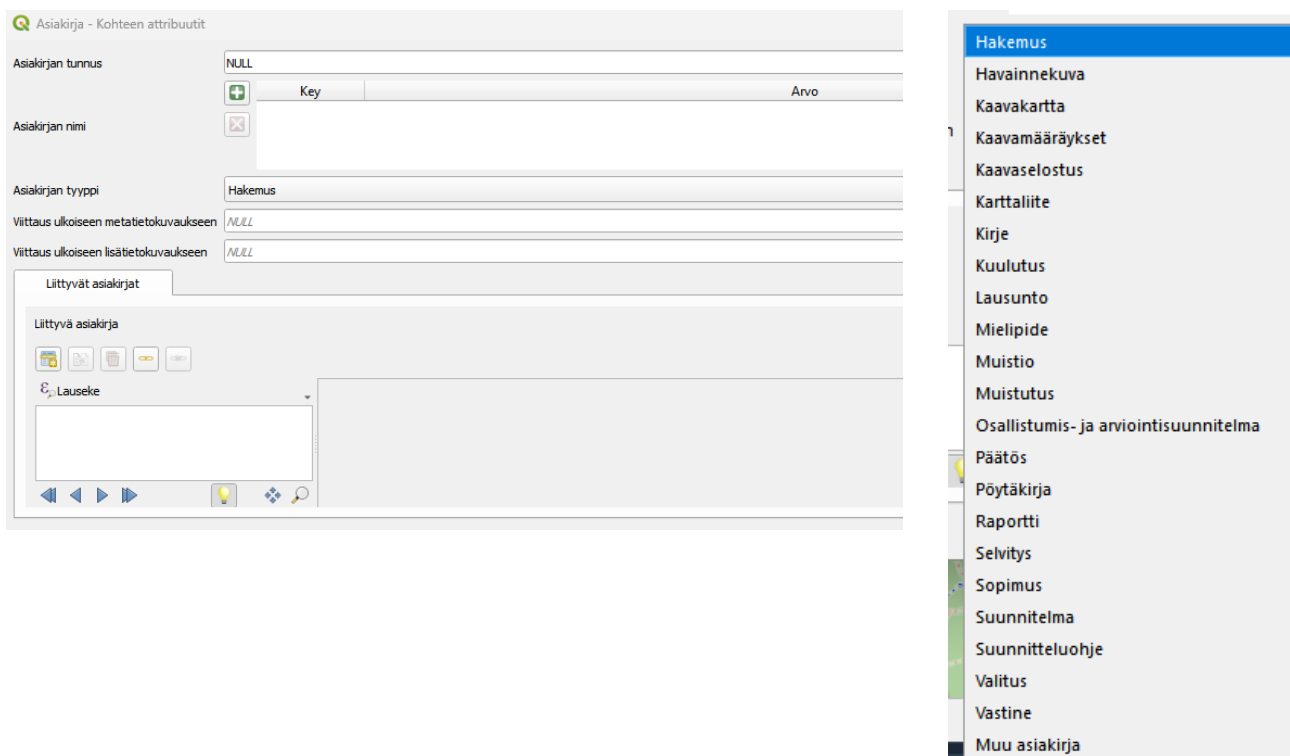 Asiakirja - Kohteen attribuutit
Asiakirjan tunnus
NULL
Key Arvo
Asiakirjan nimi
Asiakirjan tyyppi
Hakemus
Viittaus ulkoiseen metatietokuvaukseen
NULL
Viittaus ulkoiseen lisätietokuvaukseen
NULL
Liittyvät asiakirjat
Liittyvä asiakirja
Lauseke
Hakemus
Havainnekuva
Kaavakartta
Kaavamääräykset
Kaavaselostus
Karttaliite
Kirje
Kuulutus
Lausunto
Mielipide
Muistio
Muistutus
Osallistumis- ja arviointisuunnitelma
Päätös
Pöytäkirja
Raportti
Selvitys
Sopimus
Suunnitelma
Suunnitteluohje
Valitus
Vastine
Muu asiakirja